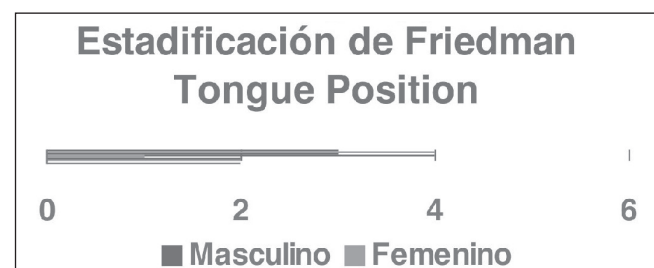 Estadificación de Friedman
Tongue Position
0 2 4 6
Masculino Femenino